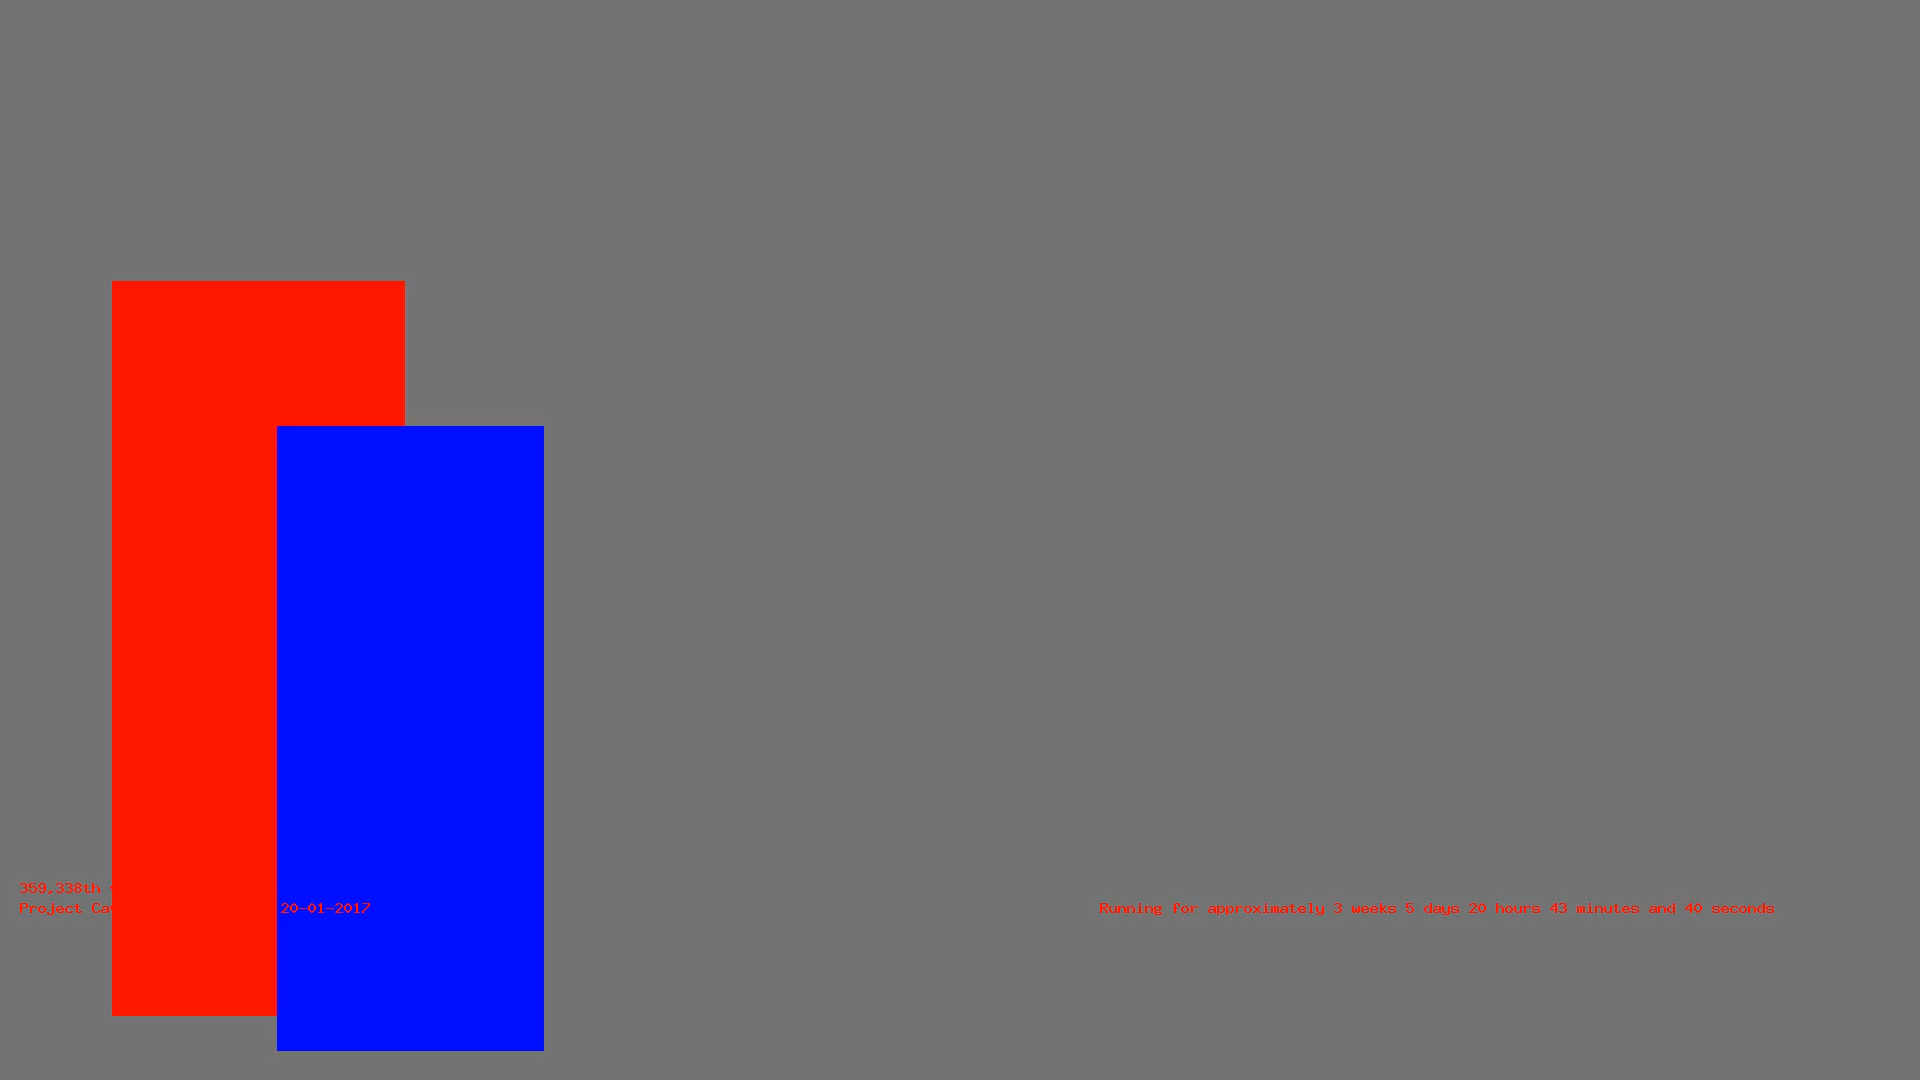 359,338th
Project 20-01-2017
Running for approximately 3 weeks 5 days 20 hours 43 minutes and 40 seconds